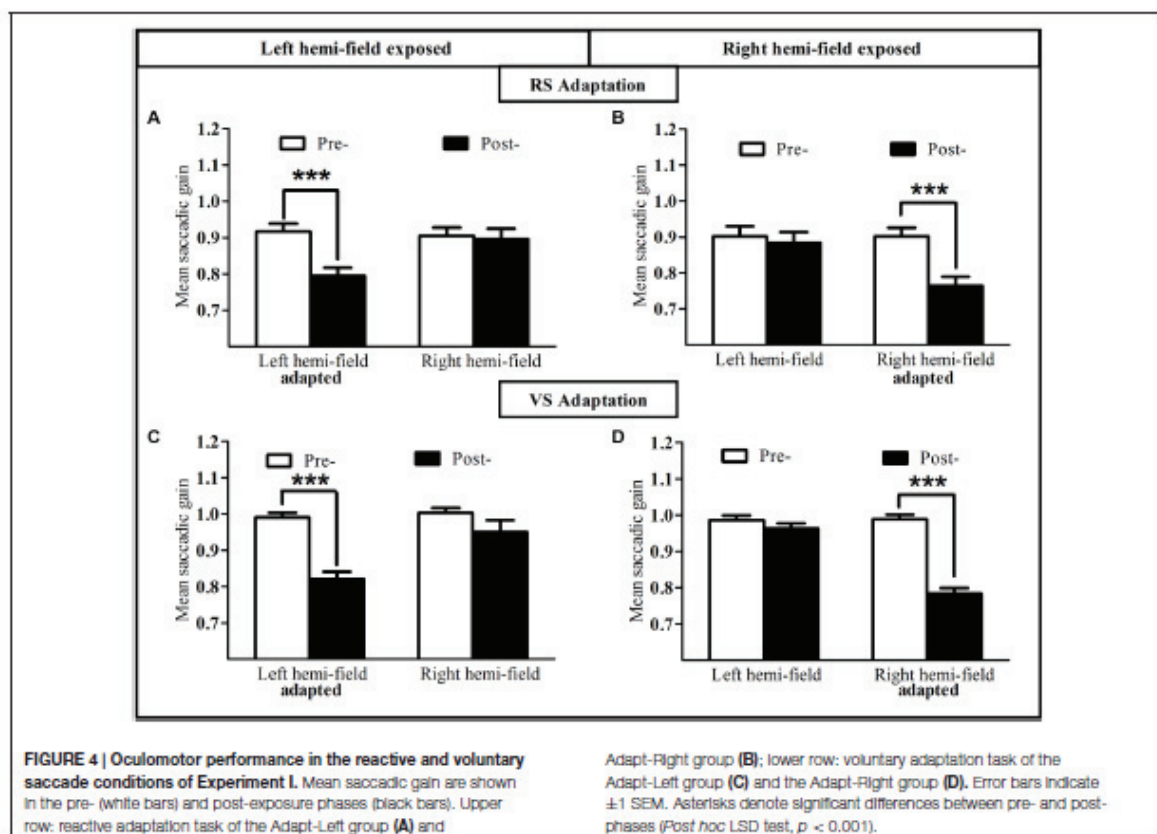 Left hemi-field exposed
Right hemi-field exposed
RS Adaptation
A
1.2
1.1
1.0
0.9
0.8
0.7
Mean saccadic gain
Pre-
Post-
***
Left hemi-field
adapted
Right hemi-field
B
1.2
1.1
1.0
0.9
0.8
0.7
Mean saccadic gain
Pre-
Post-
***
Left hemi-field
Right hemi-field
adapted
VS Adaptation
C
1.2
1.1
1.0
0.9
0.8
0.7
Mean saccadic gain
Pre-
Post-
***
Left hemi-field
adapted
Right hemi-field
D
1.2
1.1
1.0
0.9
0.8
0.7
Mean saccadic gain
Pre-
Post-
***
Left hemi-field
Right hemi-field
adapted
FIGURE 4 | Oculomotor performance in the reactive and voluntary
saccade conditions of Experiment I. Mean saccadic gain are shown
in the pre- (white bars) and post-exposure phases (black bars). Upper
row: reactive adaptation task of the Adapt-Left group (A) and
Adapt-Right group (B); lower row: voluntary adaptation task of the
Adapt-Left group (C) and the Adapt-Right group (D). Error bars indicate
±1 SEM. Asterisks denote significant differences between pre- and post-
phases (Post hoc LSD test, p < 0.001).